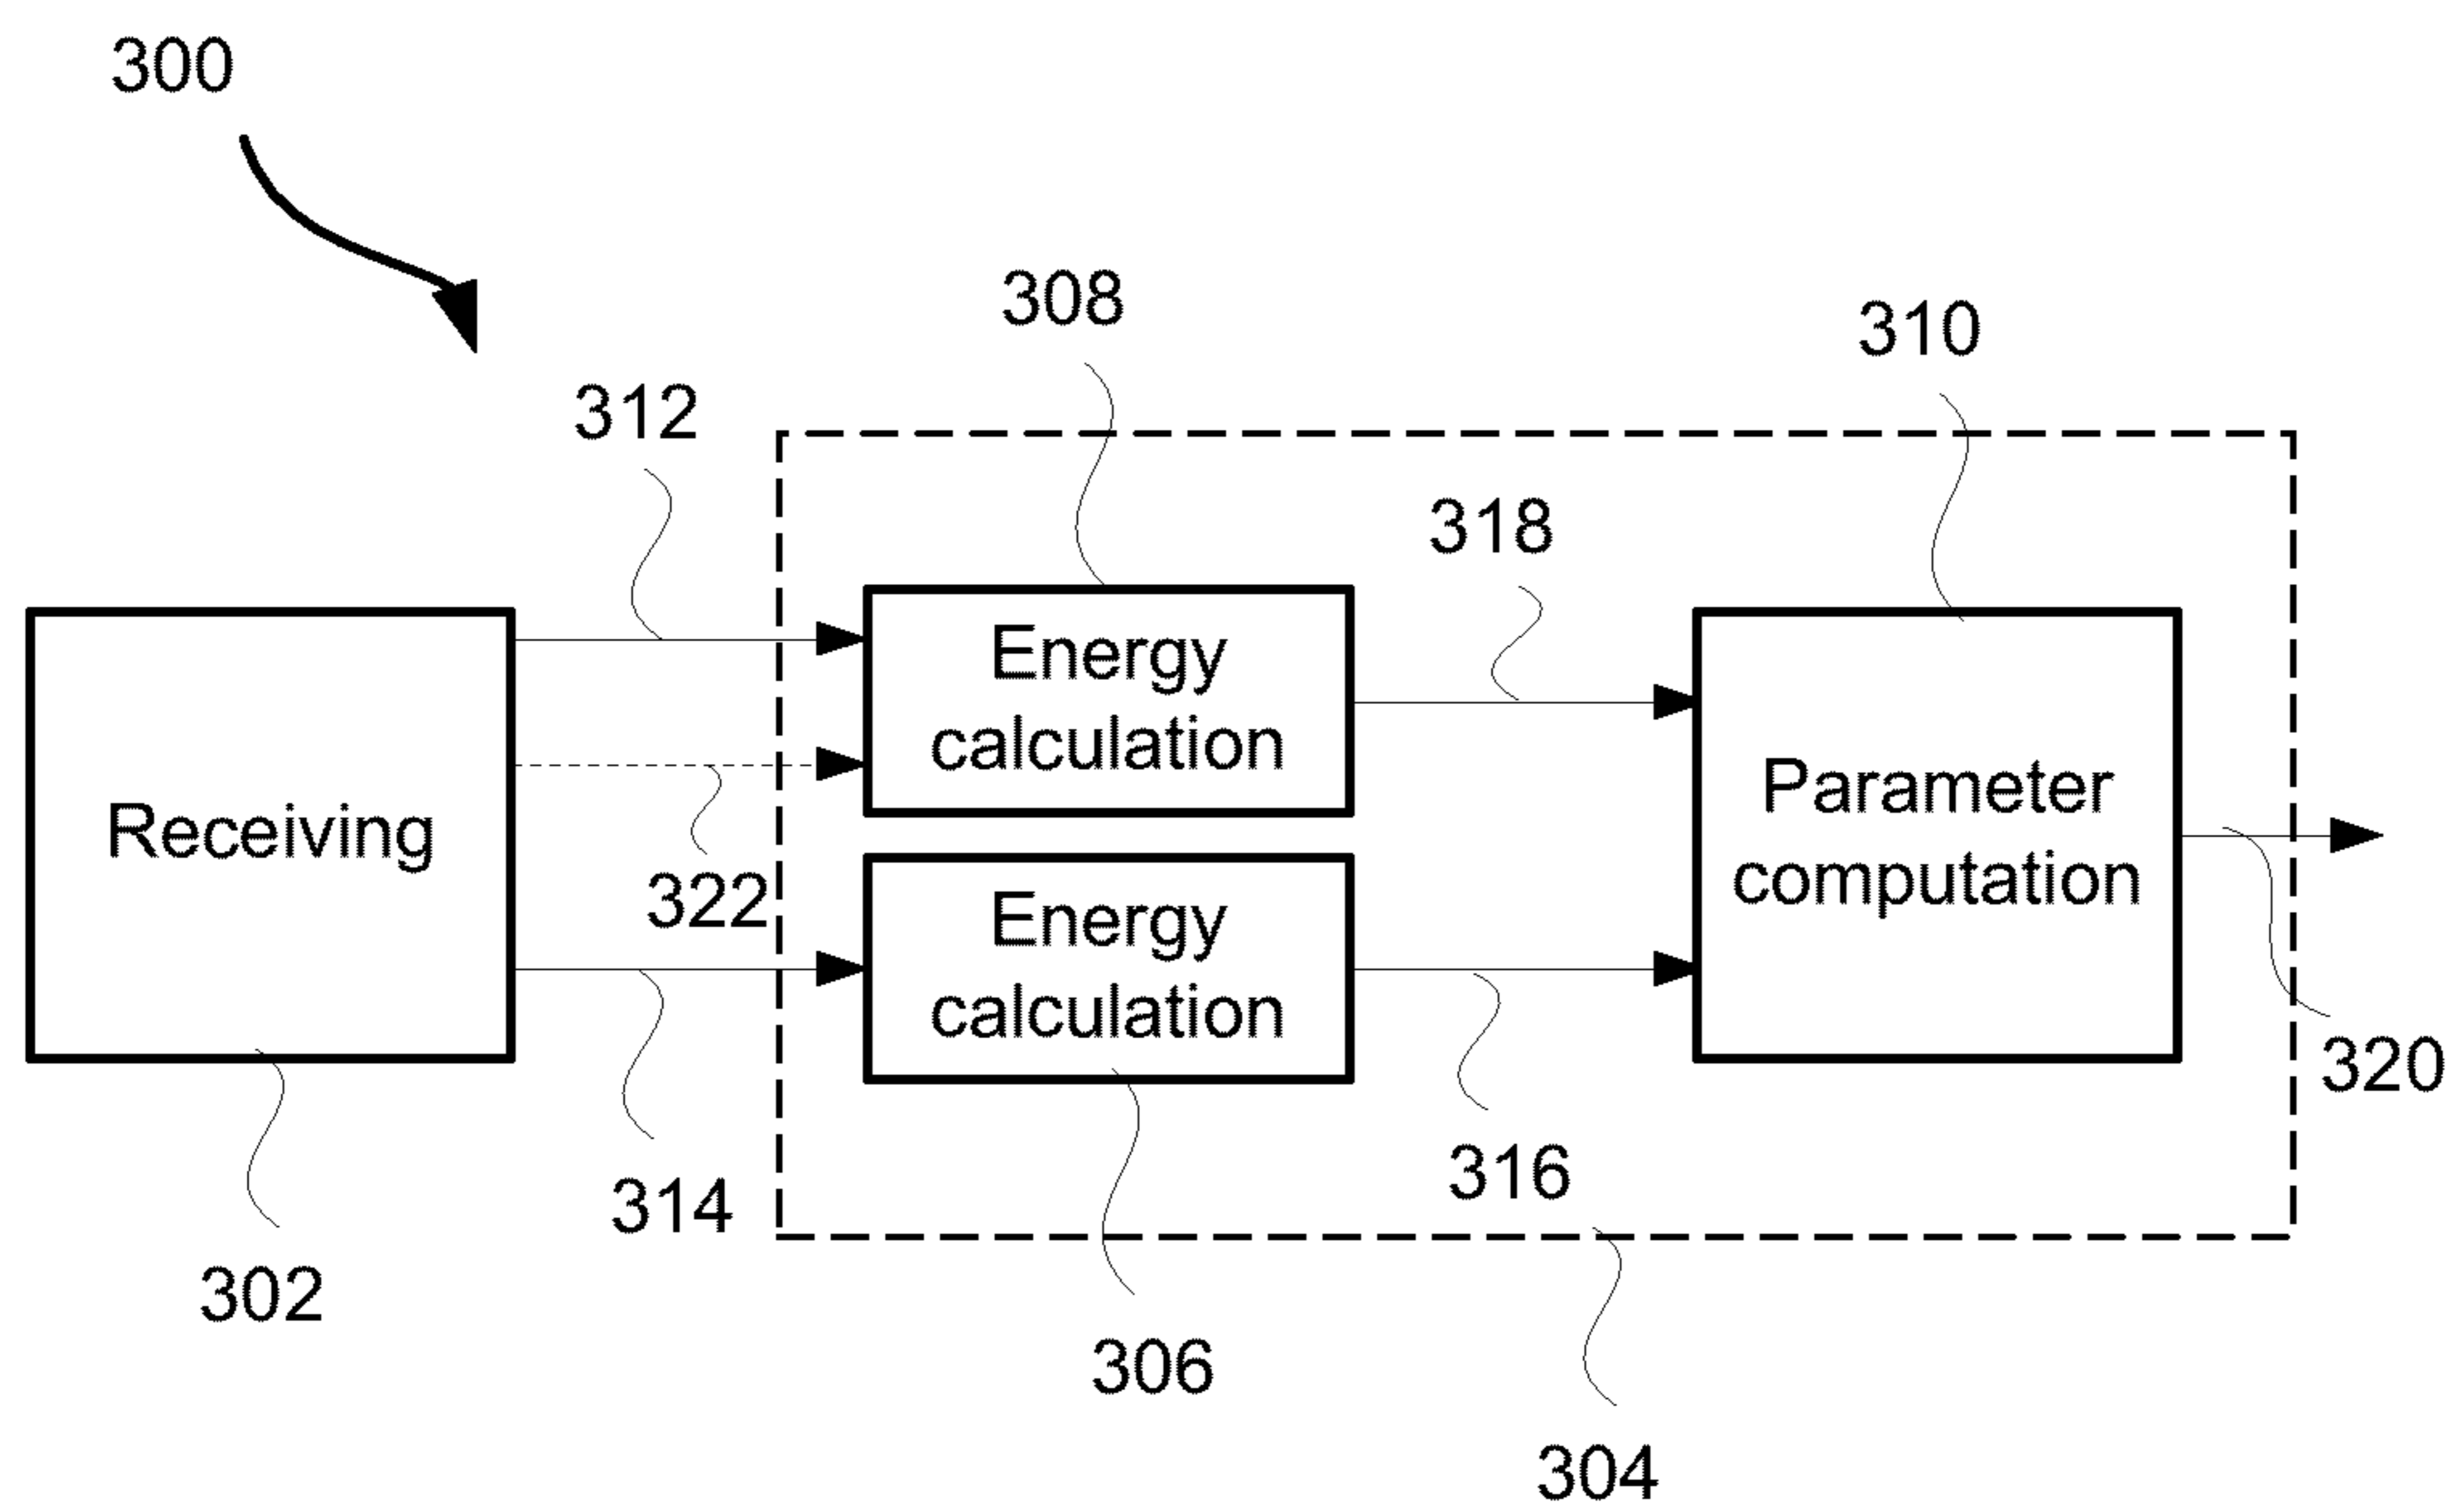 300
308
310
312
318
Energy
calculation
Receiving
Parameter
computation
322
Energy
calculation
320
314
316
302
306
304